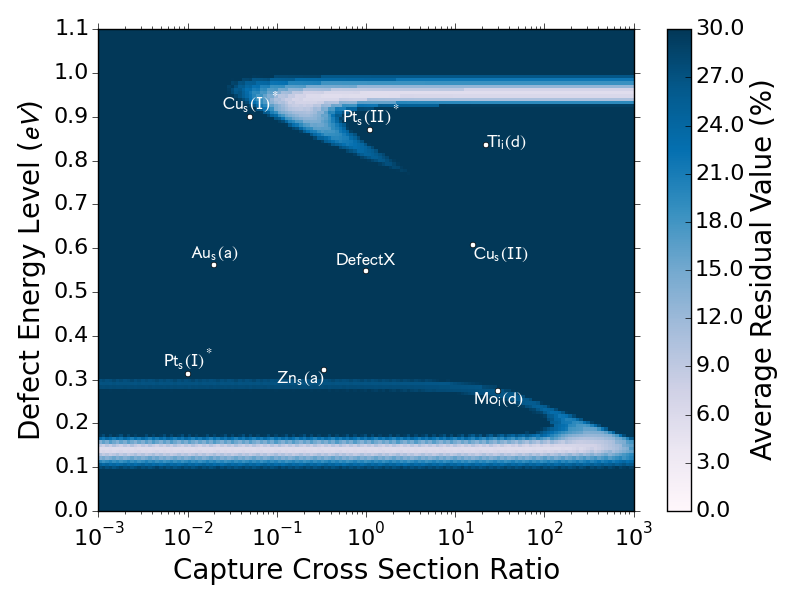 1.1
1.0
0.9
0.8
0.7
0.6
0.5
0.4
0.3
0.2
0.1
0.0
Defect Energy Level (eV)
Cuₛ(I)*
Ptₛ(II)*
Tiᵢ(d)
Auₛ(a)
DefectX
Cuₛ(II)
Ptₛ(I)*
Znₛ(a)
Moᵢ(d)
10⁻³ 10⁻² 10⁻¹ 10⁰ 10¹ 10² 10³
Capture Cross Section Ratio
30.0
27.0
24.0
21.0
18.0
15.0
12.0
9.0
6.0
3.0
0.0
Average Residual Value (%)